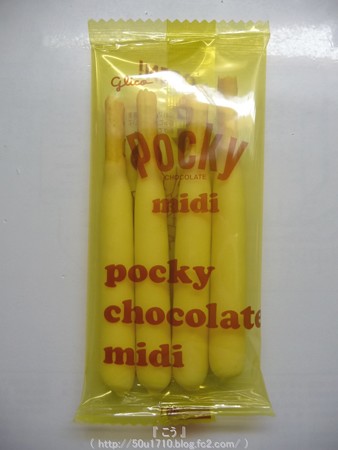 Glico
Pocky
CHOCOLATE
midi
pocky
chocolate
midi
『 こう 』
( http://50u1710.blog.fc2.com/ )